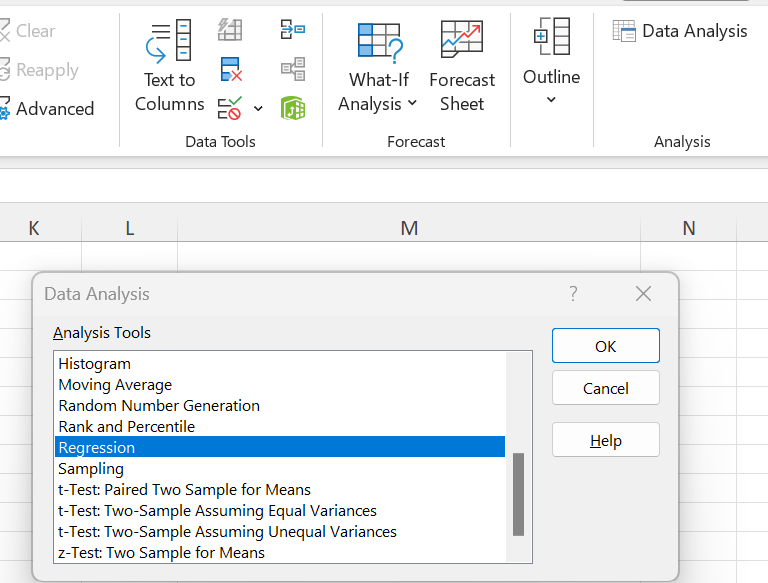 Clear
Reapply
Advanced
Text to
Columns
Data Tools
What-If
Analysis
Forecast
Sheet
Forecast
Outline
Data Analysis
Analysis
K L M N
Data Analysis ?
Analysis Tools
Histogram
Moving Average
Random Number Generation
Rank and Percentile
Regression
Sampling
t-Test: Paired Two Sample for Means
t-Test: Two-Sample Assuming Equal Variances
t-Test: Two-Sample Assuming Unequal Variances
z-Test: Two Sample for Means
OK
Cancel
Help